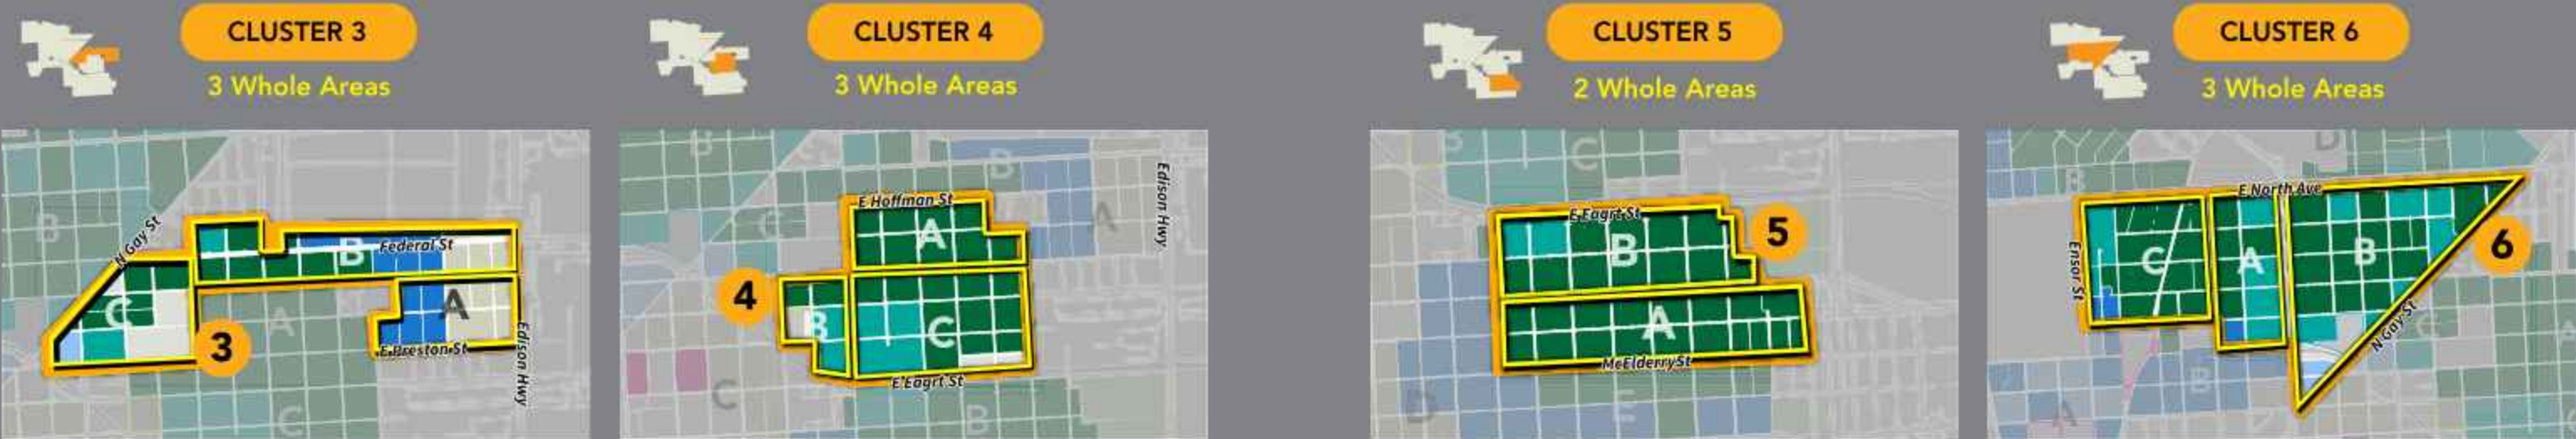 CLUSTER 3
3 Whole Areas
N Gay St
B
B
Federal St
C
A
A
3
E Preston St
Edison Hwy
C
CLUSTER 4
3 Whole Areas
B
B
Edison Hwy
E Hoffman St
C
A
A
4
B
C
C
E Eagrt St
B
CLUSTER 5
2 Whole Areas
C
E Eagrt St
5
B
A
McElderry St
D
E
CLUSTER 6
3 Whole Areas
D
B
E North Ave
6
Ensor St
C
A
B
N Gay St
C
B
A